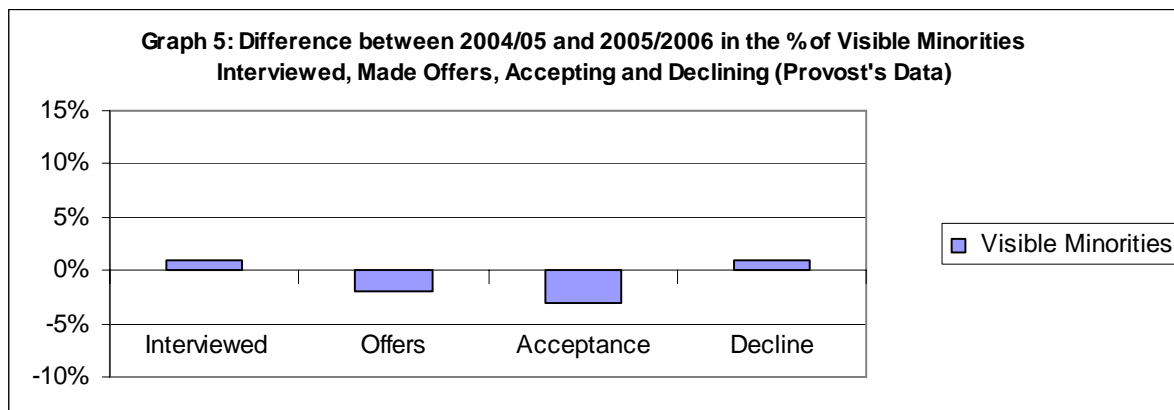 Graph 5: Difference between 2004/05 and 2005/2006 in the % of Visible Minorities
Interviewed, Made Offers, Accepting and Declining (Provost's Data)
15%
10%
5%
0%
-5%
-10%
Interviewed Offers Acceptance Decline
Visible Minorities